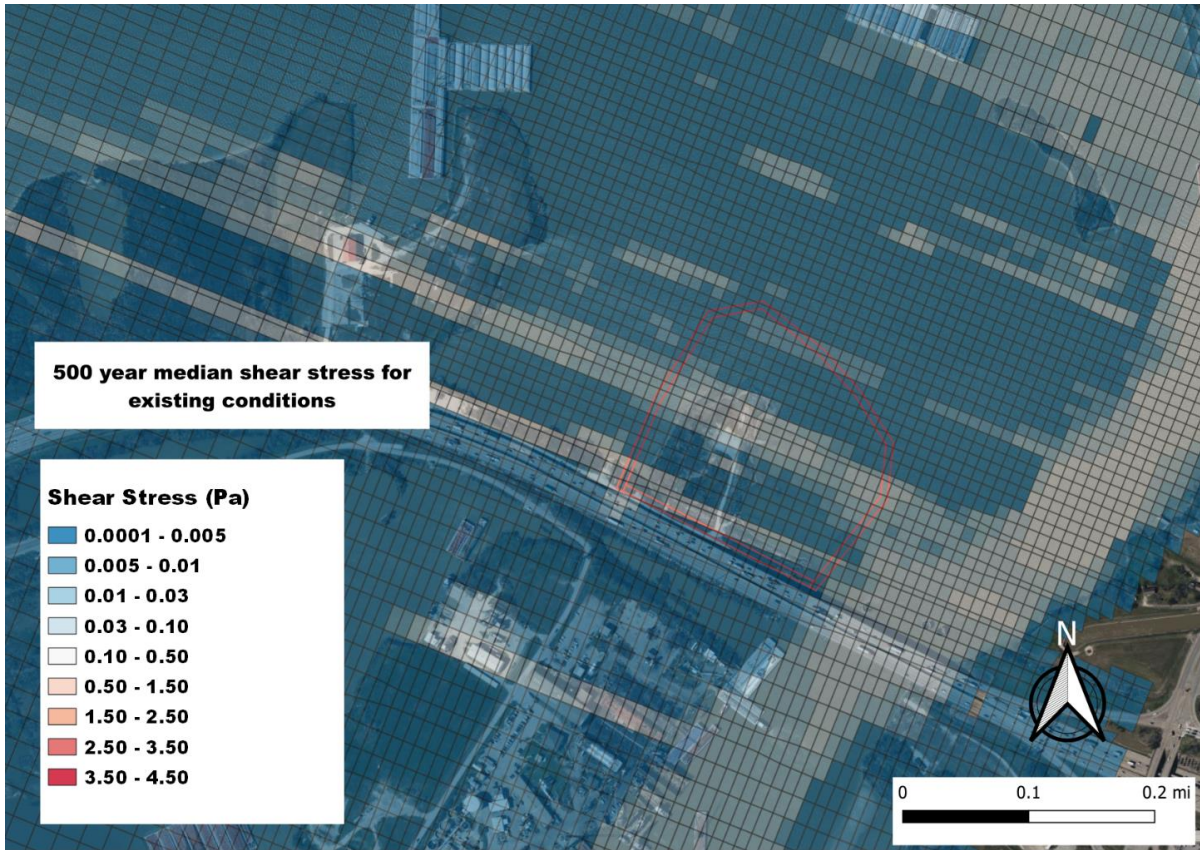 500 year median shear stress for
existing conditions
Shear Stress (Pa)
0.0001 - 0.005
0.005 - 0.01
0.01 - 0.03
0.03 - 0.10
0.10 - 0.50
0.50 - 1.50
1.50 - 2.50
2.50 - 3.50
3.50 - 4.50
N
0 0.1 0.2 mi